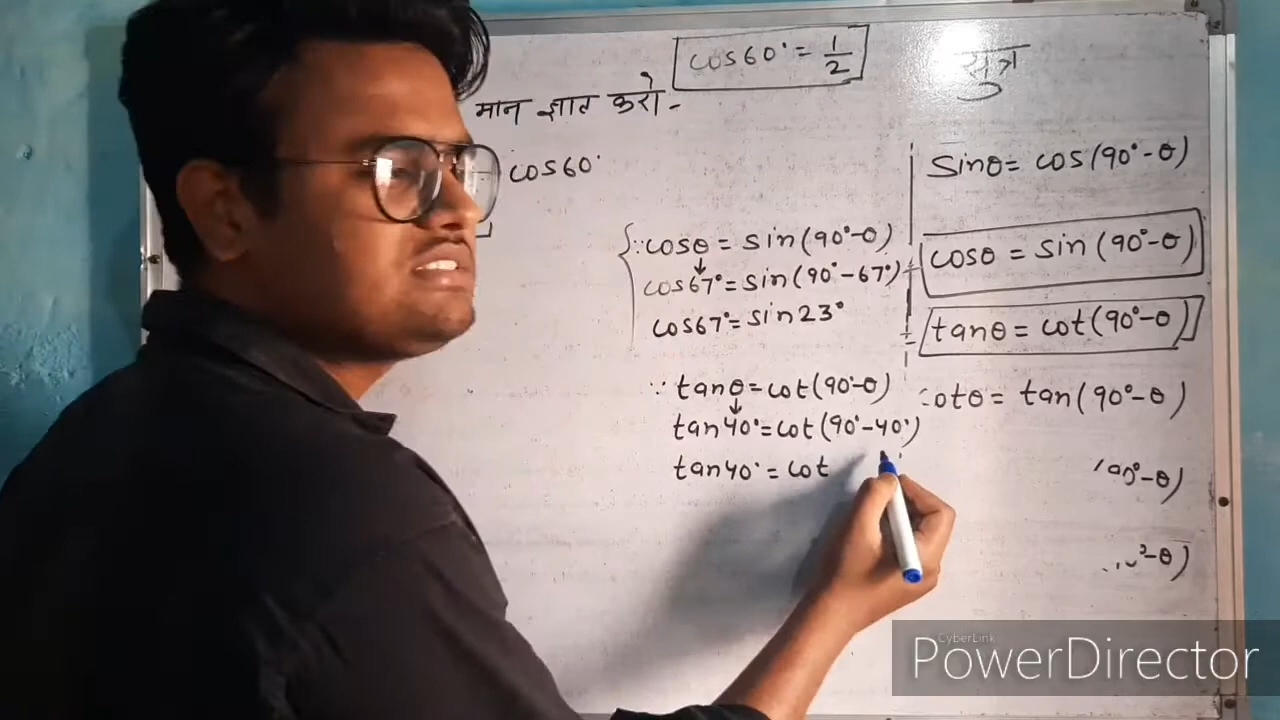 cos60°= 1/2
सूत्र
मान ज्ञात करो-
cos60°
sinθ= cos(90°-θ)
∵cosθ = sin(90°-θ)
cos67°=sin(90°-67°)
cos67°=sin23°
cosθ = sin(90°-θ)
tanθ=cot(90°-θ)
∵ tanθ=cot(90°-θ)
tan40°=cot(90°-40°)
tan40°= cot
cotθ= tan(90°-θ)
90°-θ)
-θ)
CyberLink
PowerDirector